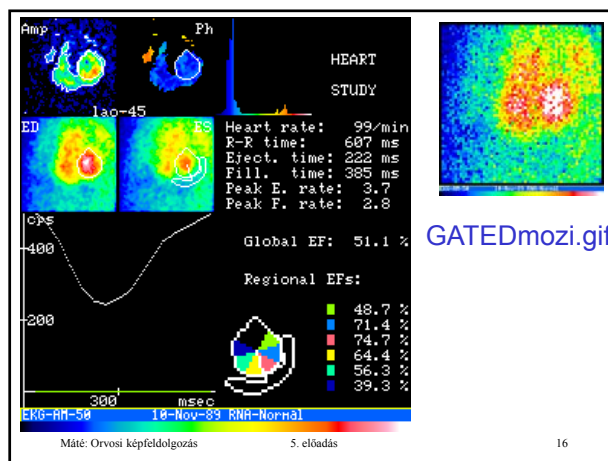 Amp Ph
HEART
STUDY
lao-45
ED ES
Heart rate: 99/min
R-R time: 607 ms
Eject. time: 222 ms
Fill. time: 385 ms
Peak E. rate: 3.7
Peak F. rate: 2.8
cps
400
200
300 msec
Global EF: 51.1 %
Regional EFs:
48.7 %
71.4 %
74.7 %
64.4 %
56.3 %
39.3 %
EKG-AM-50 10-Nov-89 RNA-Normál
GATEDmozi.gif
Máté: Orvosi képfeldolgozás 5. előadás 16